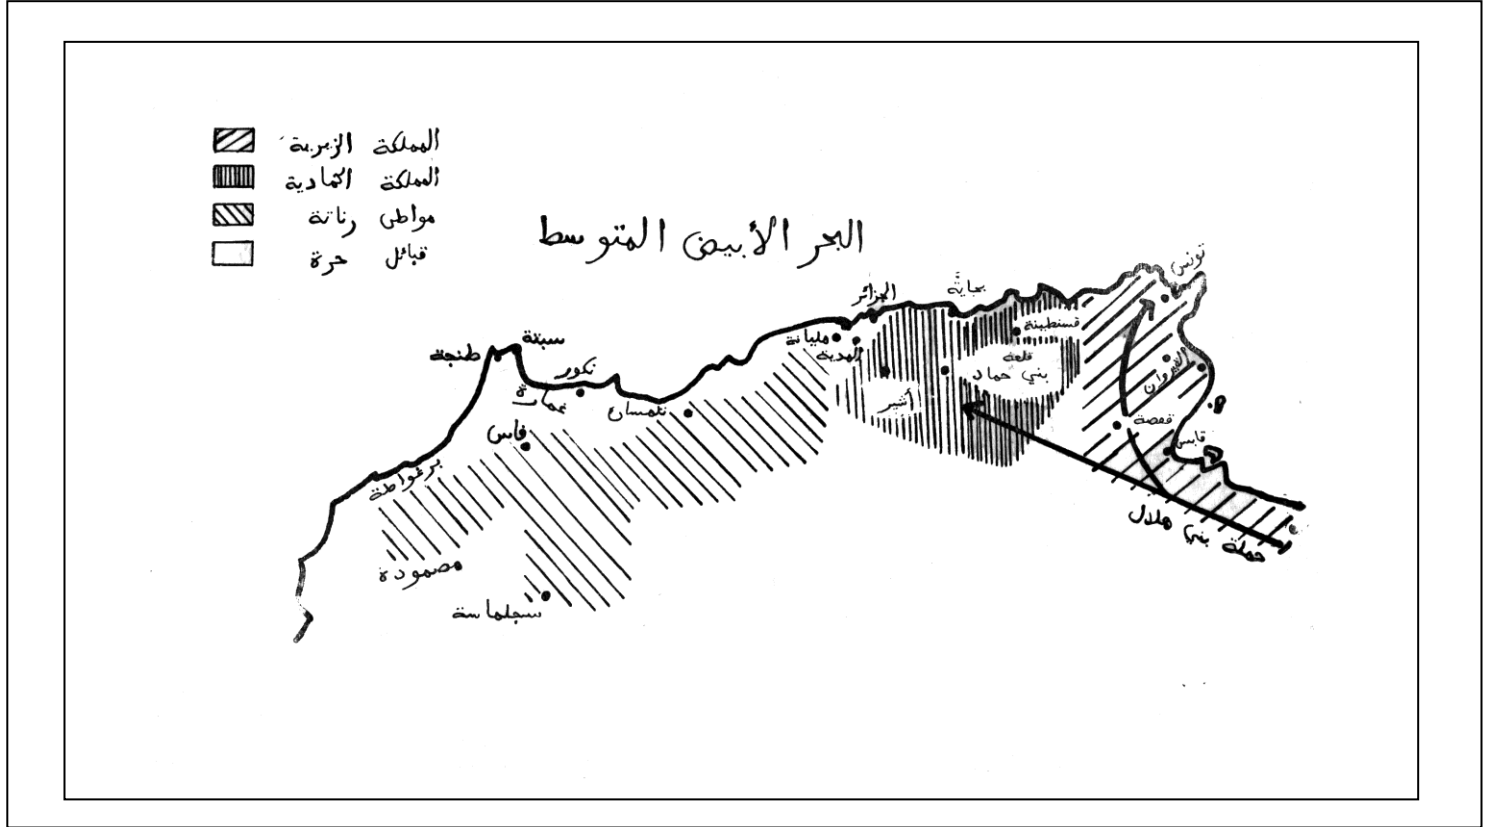 المملكة الزيرية
المملكة الحمادية
مواطن زناتة
قبائل حرة
البحر الأبيض المتوسط
تونس
بجاية
الجزائر
قسنطينة
مليانة
المدية
قلعة
بني حماد
أشير
القيروان
قفصة
قابس
سبتة
طنجة
نكور
غمارة
تلمسان
فاس
برغواطة
مصمودة
سجلماسة
حملة بني هلال